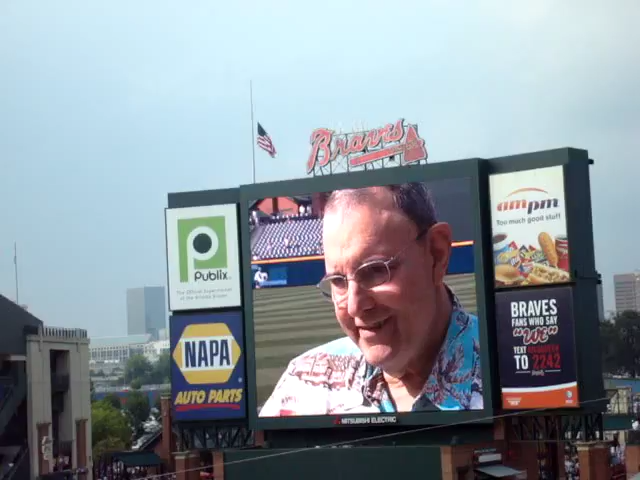 Braves
Publix
The Official Supermarket
of the Atlanta Braves
NAPA
AUTO PARTS
ampm
Too much good stuff
BRAVES
FANS WHO SAY
"We"
TEXT
TO 2242
MITSUBISHI ELECTRIC